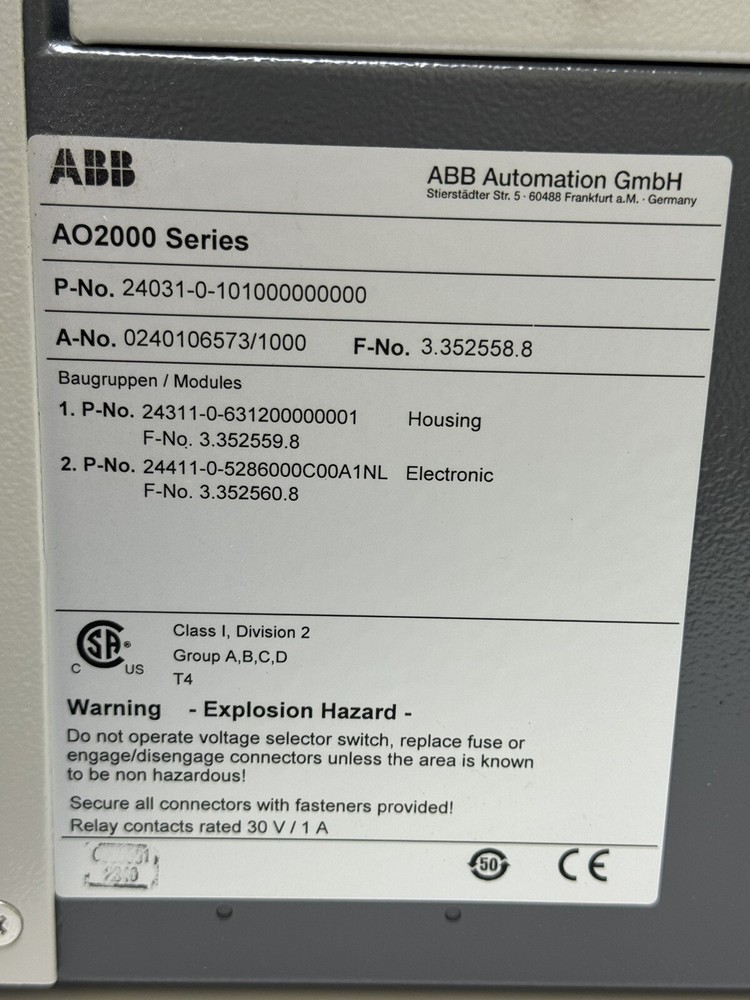 ABB
ABB Automation GmbH
Stierstädter Str. 5 · 60488 Frankfurt a.M. · Germany
AO2000 Series
P-No. 24031-0-101000000000
A-No. 0240106573/1000 F-No. 3.352558.8
Baugruppen / Modules
1. P-No. 24311-0-631200000001 Housing
F-No. 3.352559.8
2. P-No. 24411-0-5286000C00A1NL Electronic
F-No. 3.352560.8
Class I, Division 2
SA®
C US
Group A,B,C,D
T4
Warning - Explosion Hazard -
Do not operate voltage selector switch, replace fuse or
engage/disengage connectors unless the area is known
to be non hazardous!
Secure all connectors with fasteners provided!
Relay contacts rated 30 V / 1 A
50 CE